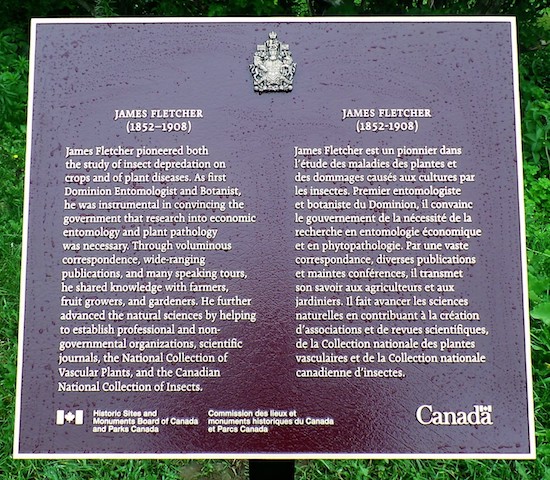 JAMES FLETCHER
(1852–1908)
James Fletcher pioneered both
the study of insect depredation on
crops and of plant diseases. As first
Dominion Entomologist and Botanist,
he was instrumental in convincing the
government that research into economic
entomology and plant pathology
was necessary. Through voluminous
correspondence, wide-ranging
publications, and many speaking tours,
he shared knowledge with farmers,
fruit growers, and gardeners. He further
advanced the natural sciences by helping
to establish professional and non-
governmental organizations, scientific
journals, the National Collection of
Vascular Plants, and the Canadian
National Collection of Insects.
JAMES FLETCHER
(1852-1908)
James Fletcher est un pionnier dans
l'étude des maladies des plantes et
des dommages causés aux cultures par
les insectes. Premier entomologiste
et botaniste du Dominion, il convainc
le gouvernement de la nécessité de la
recherche en entomologie économique
et en phytopathologie. Par une vaste
correspondance, diverses publications
et maintes conférences, il transmet
son savoir aux agriculteurs et aux
jardiniers. Il fait avancer les sciences
naturelles en contribuant à la création
d'associations et de revues scientifiques,
de la Collection nationale des plantes
vasculaires et de la Collection nationale
canadienne d'insectes.
Historic Sites and
Monuments Board of Canada
and Parks Canada
Commission des lieux et
monuments historiques du Canada
et Parcs Canada
Canada